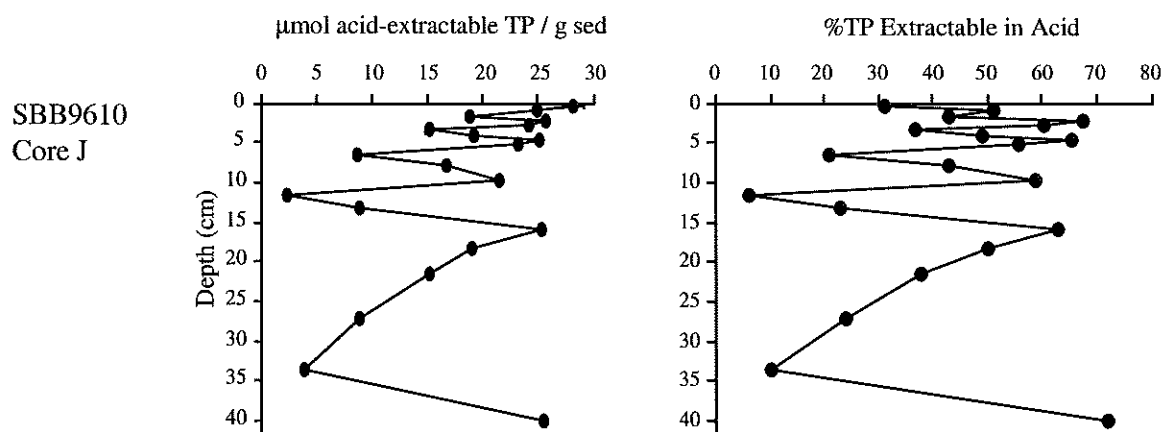 µmol acid-extractable TP / g sed
%TP Extractable in Acid
0 5 10 15 20 25 30
0 10 20 30 40 50 60 70 80
SBB9610
Core J
Depth (cm)
0
5
10
15
20
25
30
35
40
0
5
10
15
20
25
30
35
40